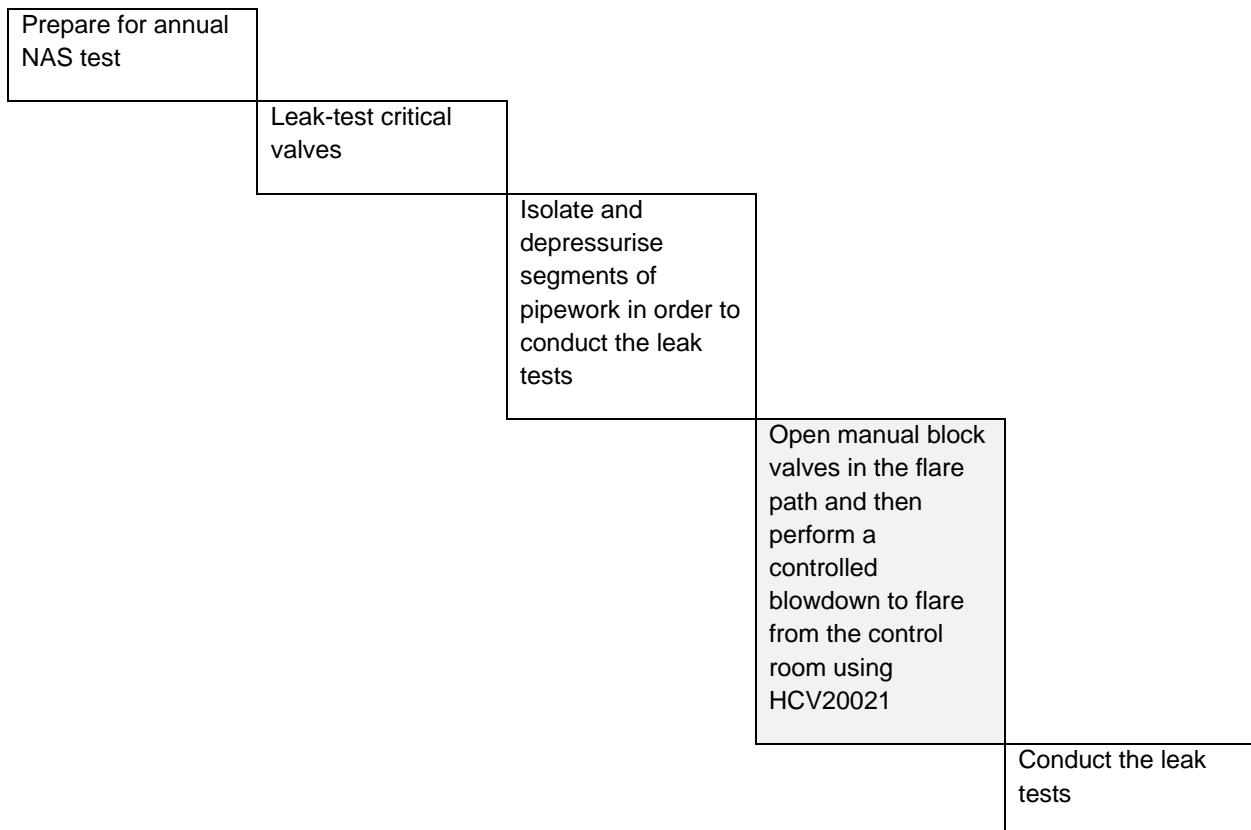 Prepare for annual
NAS test
Leak-test critical
valves
Isolate and
depressurise
segments of
pipework in order to
conduct the leak
tests
Open manual block
valves in the flare
path and then
perform a
controlled
blowdown to flare
from the control
room using
HCV20021
Conduct the leak
tests